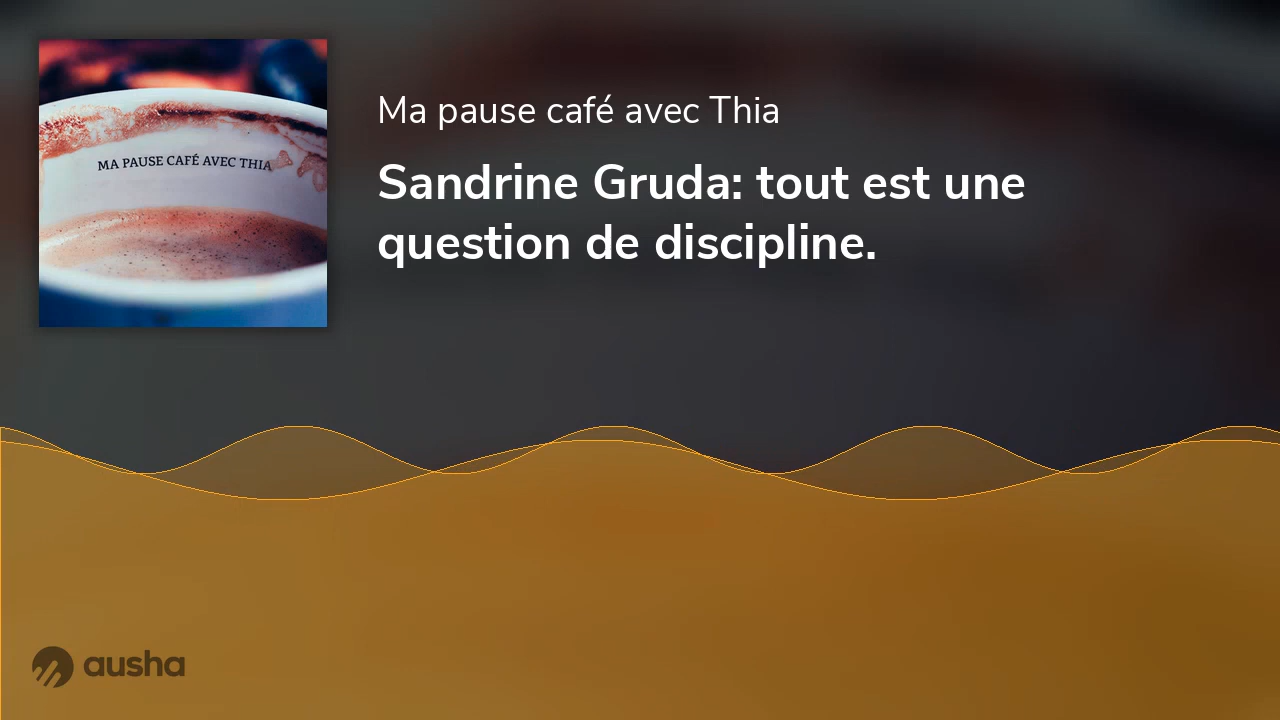 MA PAUSE CAFÉ AVEC THIA
Ma pause café avec Thia
Sandrine Gruda: tout est une
question de discipline.
ausha